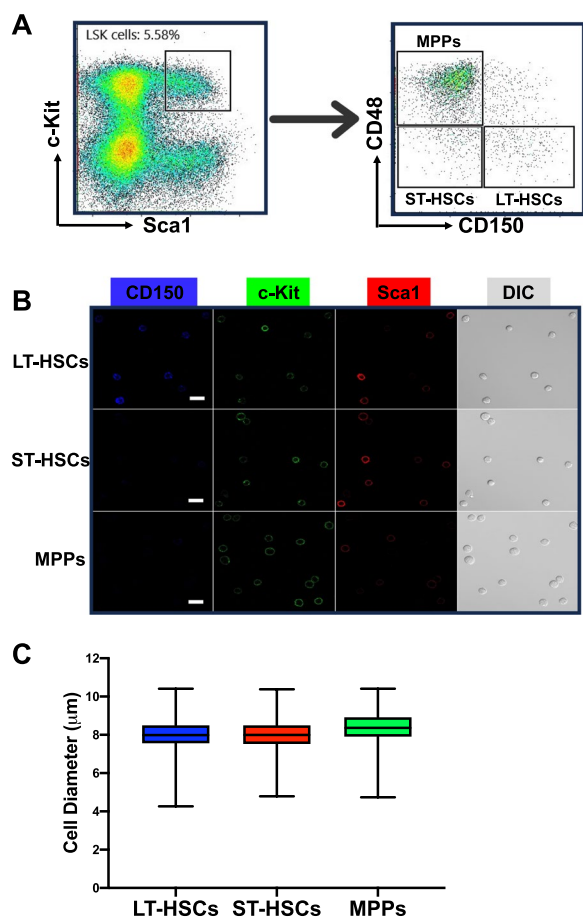 A
LSK cells: 5.58%
c-Kit
Sca1
MPPs
CD48
ST-HSCs
LT-HSCs
CD150
B
CD150
c-Kit
Sca1
DIC
LT-HSCs
ST-HSCs
MPPs
C
Cell Diameter (μm)
12
10
8
6
4
2
0
LT-HSCs
ST-HSCs
MPPs